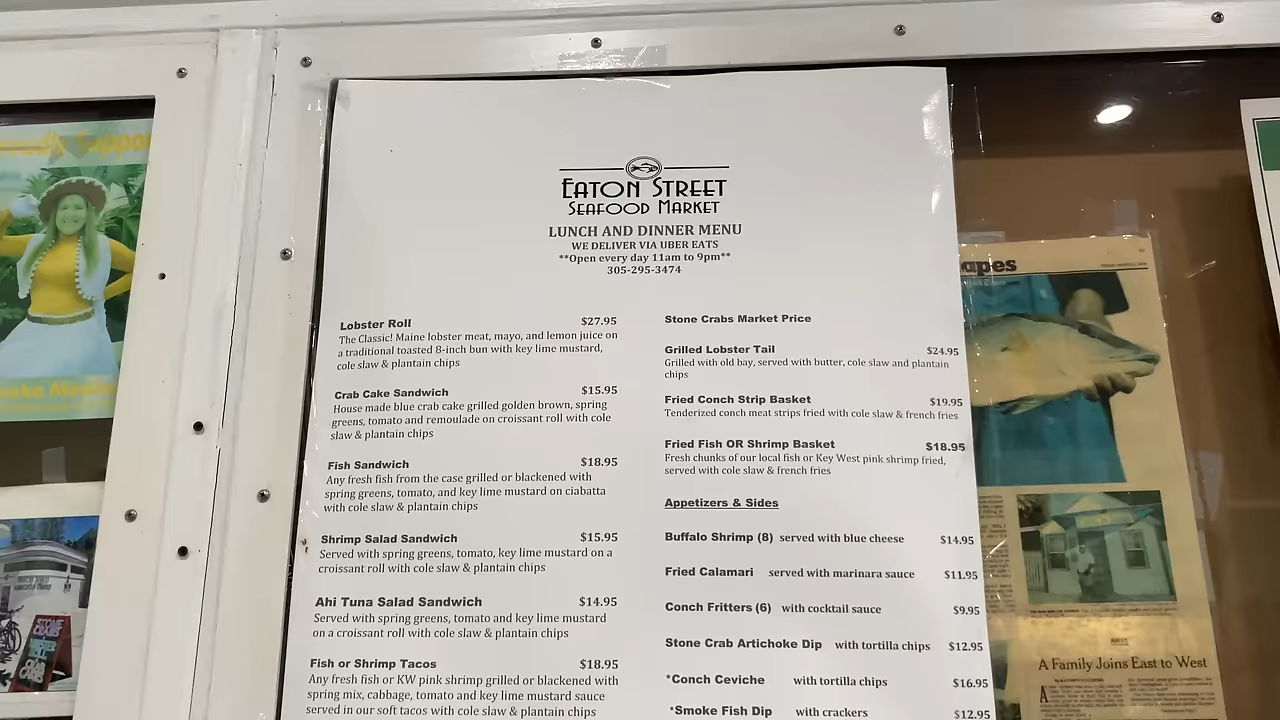 EATON STREET
SEAFOOD MARKET
LUNCH AND DINNER MENU
WE DELIVER VIA UBER EATS
**Open every day 11am to 9pm**
305-295-3474
Lobster Roll $27.95
The Classic! Maine lobster meat, mayo, and lemon juice on
a traditional toasted 8-inch bun with key lime mustard,
cole slaw & plantain chips
Crab Cake Sandwich $15.95
House made blue crab cake grilled golden brown, spring
greens, tomato and remoulade on croissant roll with cole
slaw & plantain chips
Fish Sandwich $18.95
Any fresh fish from the case grilled or blackened with
spring greens, tomato, and key lime mustard on ciabatta
with cole slaw & plantain chips
Shrimp Salad Sandwich $15.95
Served with spring greens, tomato, key lime mustard on a
croissant roll with cole slaw & plantain chips
Ahi Tuna Salad Sandwich $14.95
Served with spring greens, tomato and key lime mustard
on a croissant roll with cole slaw & plantain chips
Fish or Shrimp Tacos $18.95
Any fresh fish or KW pink shrimp grilled or blackened with
spring mix, cabbage, tomato and key lime mustard sauce
served in our soft tacos, cole slaw & plantain chips
Stone Crabs Market Price
Grilled Lobster Tail $24.95
Grilled with old bay, served with butter, cole slaw and plantain
chips
Fried Conch Strip Basket $19.95
Tenderized conch meat strips fried with cole slaw & french fries
Fried Fish OR Shrimp Basket $18.95
Fresh chunks of our local fish or Key West pink shrimp fried,
served with cole slaw & french fries
Appetizers & Sides
Buffalo Shrimp (8) served with blue cheese $14.95
Fried Calamari served with marinara sauce $11.95
Conch Fritters (6) with cocktail sauce $9.95
Stone Crab Artichoke Dip with tortilla chips $12.95
*Conch Ceviche with tortilla chips $16.95
*Smoke Fish Dip with crackers $12.95
apes
A Family Joins East to West